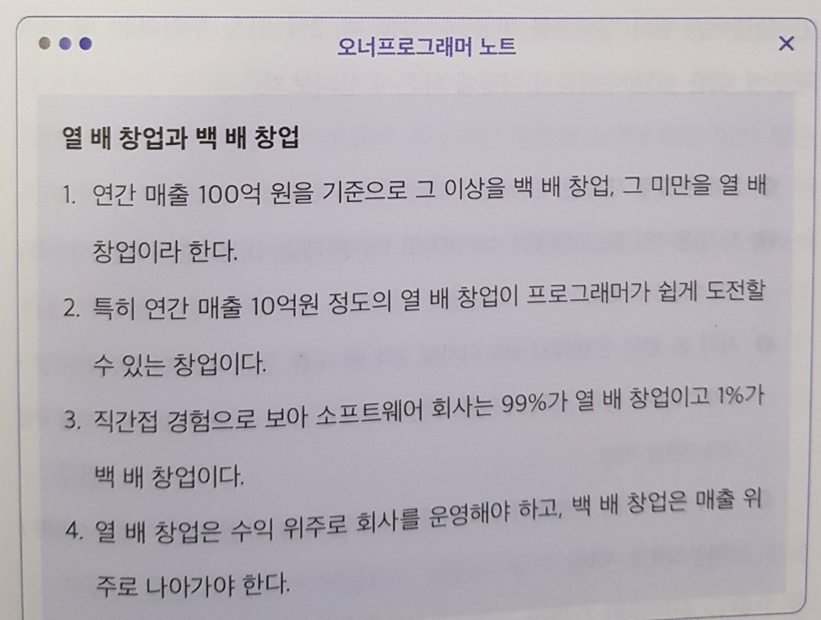 오너프로그래머 노트
열 배 창업과 백 배 창업
1. 연간 매출 100억 원을 기준으로 그 이상을 백 배 창업, 그 미만을 열 배
창업이라 한다.
2. 특히 연간 매출 10억원 정도의 열 배 창업이 프로그래머가 쉽게 도전할
수 있는 창업이다.
3. 직간접 경험으로 보아 소프트웨어 회사는 99%가 열 배 창업이고 1%가
백 배 창업이다.
4. 열 배 창업은 수익 위주로 회사를 운영해야 하고, 백 배 창업은 매출 위
주로 나아가야 한다.